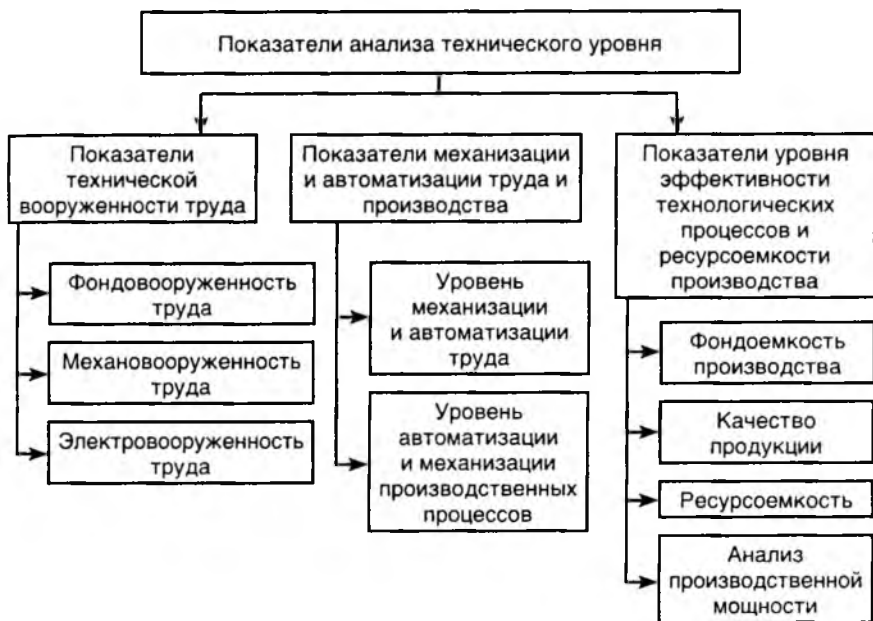 Показатели анализа технического уровня
Показатели
технической
вооруженности труда
Фондовооруженность
труда
Механовооруженность
труда
Электровооруженность
труда
Показатели механизации
и автоматизации труда и
производства
Уровень
механизации
и автоматизации
труда
Уровень
автоматизации
и механизации
производственных
процессов
Показатели уровня
эффективности
технологических
процессов и
ресурсоемкости
производства
Фондоемкость
производства
Качество
продукции
Ресурсоемкость
Анализ
производственной
мощности